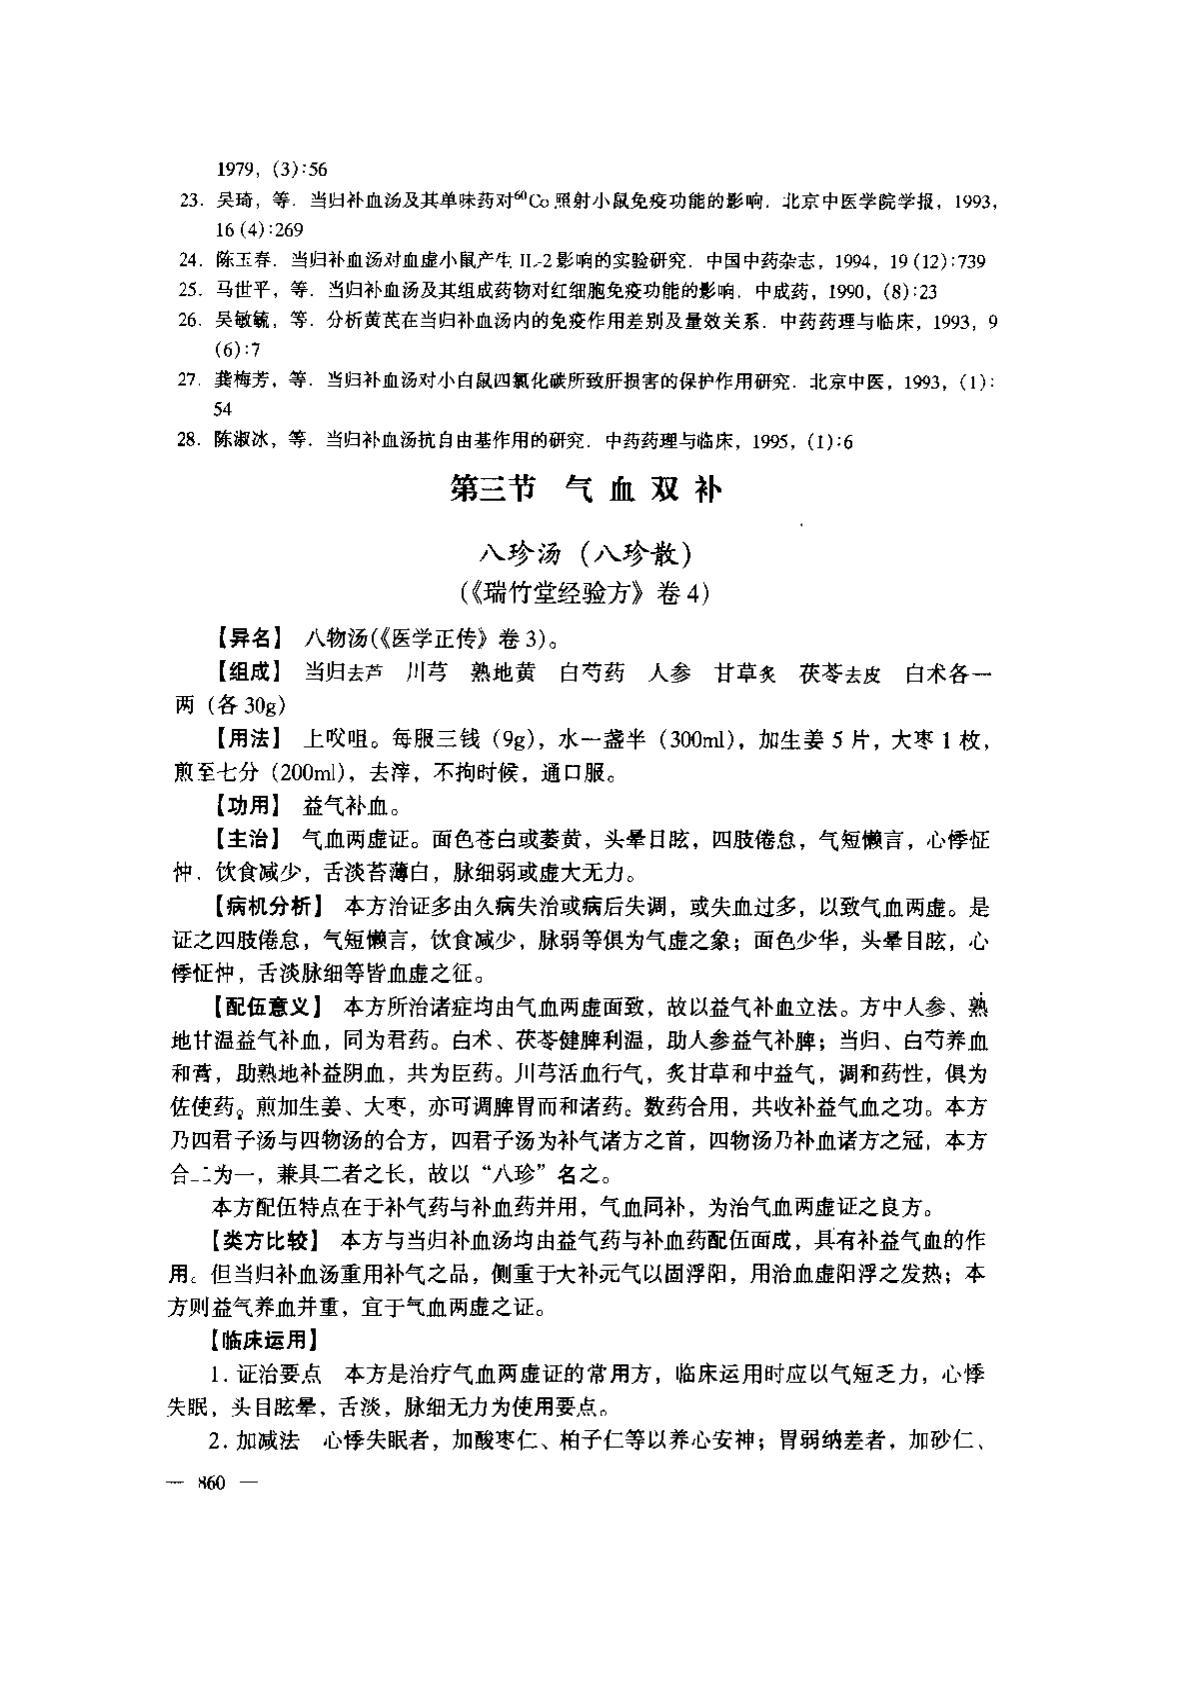 1979，(3):56
23．吴琦，等．当归补血汤及其单味药对⁶⁰Co 照射小鼠免疫功能的影响．北京中医学院学报，1993，
16 (4):269
24．陈玉春．当归补血汤对血虚小鼠产生 IL-2 影响的实验研究．中国中药杂志，1994，19 (12):739
25．马世平，等．当归补血汤及其组成药物对红细胞免疫功能的影响．中成药，1990，(8):23
26．吴敏毓，等．分析黄芪在当归补血汤内的免疫作用差别及量效关系．中药药理与临床，1993，9
(6):7
27．龚梅芳，等．当归补血汤对小白鼠四氯化碳所致肝损害的保护作用研究．北京中医，1993，(1):
54
28．陈淑冰，等．当归补血汤抗自由基作用的研究．中药药理与临床，1995，(1):6
第三节　气血双补
八珍汤（八珍散）
（《瑞竹堂经验方》卷 4）
【异名】　八物汤（《医学正传》卷 3）。
【组成】　当归去芦　川芎　熟地黄　白芍药　人参　甘草炙　茯苓去皮　白术各一
两（各 30g）
【用法】　上㕮咀。每服三钱（9g），水一盏半（300ml），加生姜 5 片，大枣 1 枚，
煎至七分（200ml），去滓，不拘时候，通口服。
【功用】　益气补血。
【主治】　气血两虚证。面色苍白或萎黄，头晕目眩，四肢倦怠，气短懒言，心悸怔
忡．饮食减少，舌淡苔薄白，脉细弱或虚大无力。
【病机分析】　本方治证多由久病失治或病后失调，或失血过多，以致气血两虚。是
证之四肢倦怠，气短懒言，饮食减少，脉弱等俱为气虚之象；面色少华，头晕目眩，心
悸怔忡，舌淡脉细等皆血虚之征。
【配伍意义】　本方所治诸症均由气血两虚面致，故以益气补血立法。方中人参、熟
地甘温益气补血，同为君药。白术、茯苓健脾利湿，助人参益气补脾；当归、白芍养血
和营，助熟地补益阴血，共为臣药。川芎活血行气，炙甘草和中益气，调和药性，俱为
佐使药。煎加生姜、大枣，亦可调脾胃而和诸药。数药合用，共收补益气血之功。本方
乃四君子汤与四物汤的合方，四君子汤为补气诸方之首，四物汤乃补血诸方之冠，本方
合二为一，兼具二者之长，故以“八珍”名之。
本方配伍特点在于补气药与补血药并用，气血同补，为治气血两虚证之良方。
【类方比较】　本方与当归补血汤均由益气药与补血药配伍面成，具有补益气血的作
用。但当归补血汤重用补气之品，侧重于大补元气以固浮阳，用治血虚阳浮之发热；本
方则益气养血并重，宜于气血两虚之证。
【临床运用】
1. 证治要点　本方是治疗气血两虚证的常用方，临床运用时应以气短乏力，心悸
失眠，头目眩晕，舌淡，脉细无力为使用要点。
2. 加减法　心悸失眠者，加酸枣仁、柏子仁等以养心安神；胃弱纳差者，加砂仁、
— 860 —